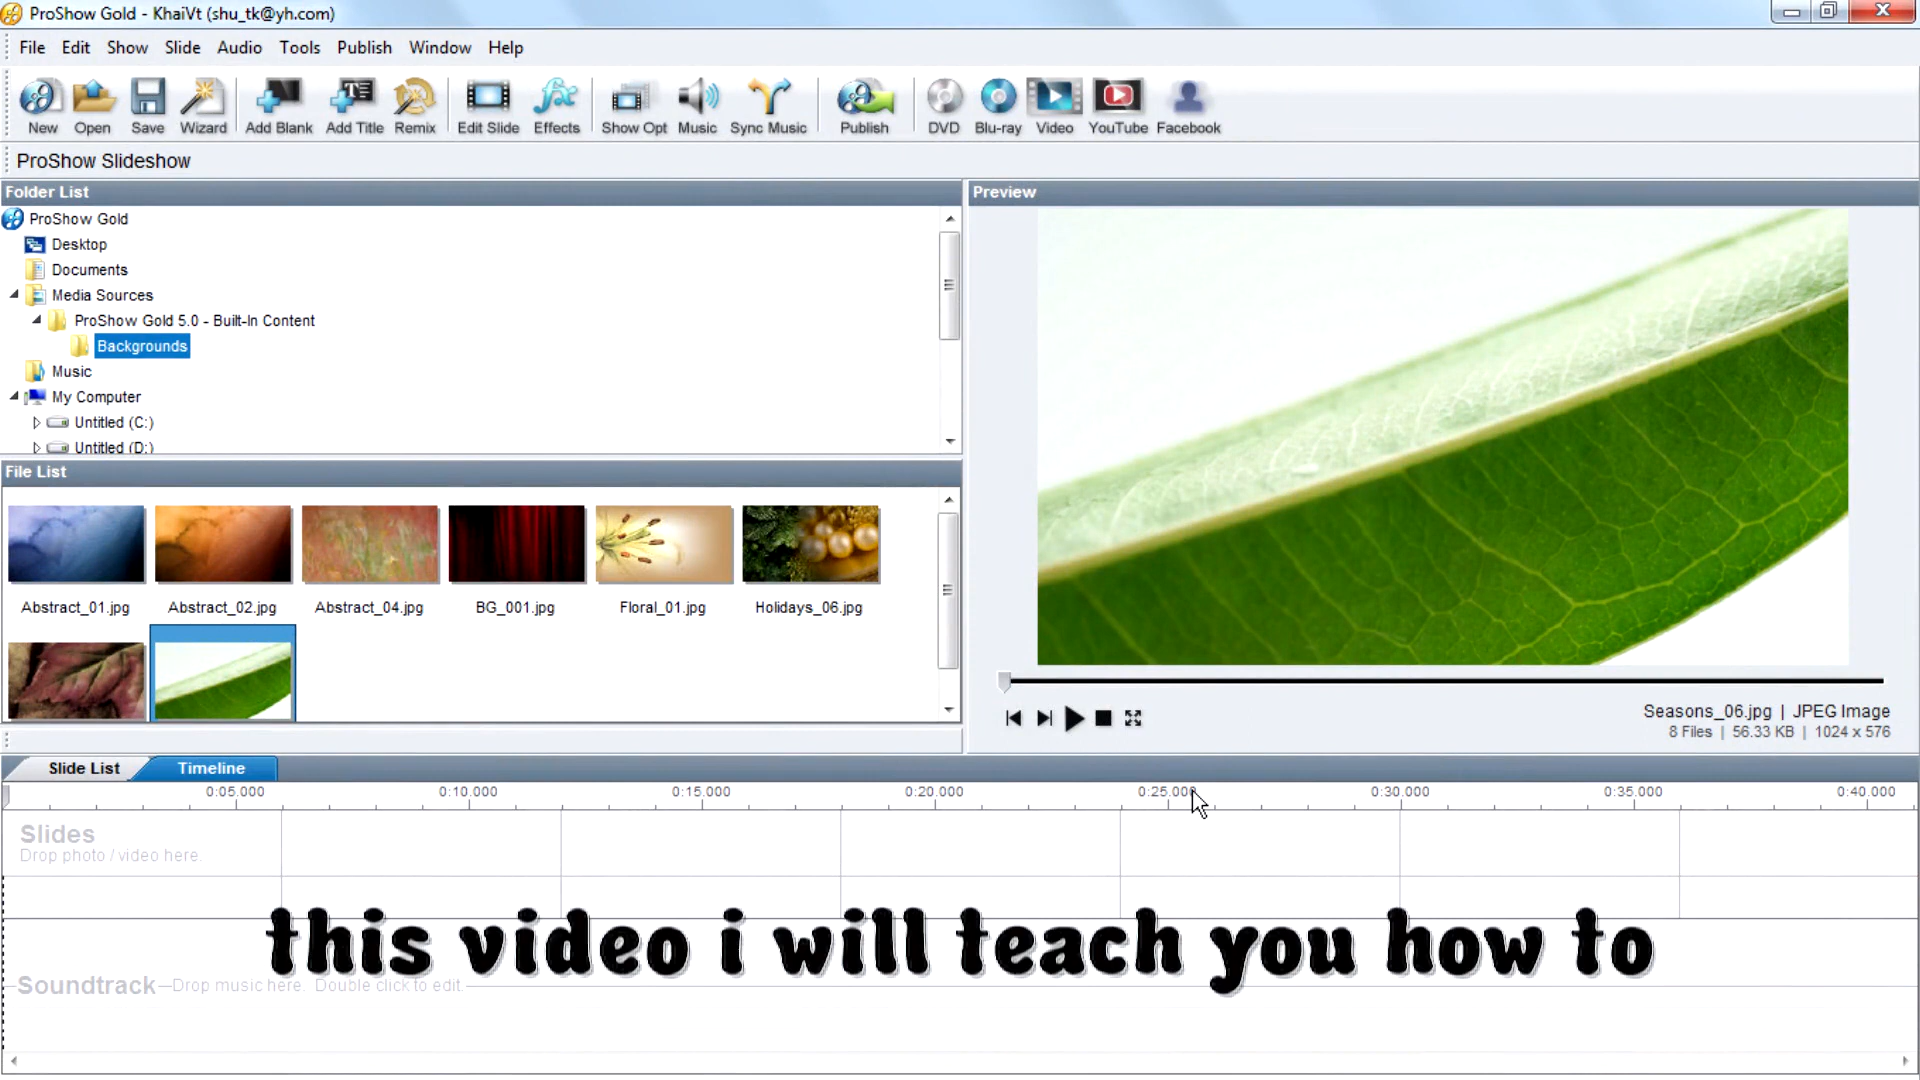 ProShow Gold - KhaiVt (shu_tk@yh.com)
File Edit Show Slide Audio Tools Publish Window Help
New Open Save Wizard Add Blank Add Title Remix Edit Slide Effects Show Opt Music Sync Music Publish DVD Blu-ray Video YouTube Facebook
ProShow Slideshow
Folder List
ProShow Gold
Desktop
Documents
Media Sources
ProShow Gold 5.0 - Built-In Content
Backgrounds
Music
My Computer
Untitled (C:)
Untitled (D:)
File List
Abstract_01.jpg Abstract_02.jpg Abstract_04.jpg BG_001.jpg Floral_01.jpg Holidays_06.jpg
Preview
Seasons_06.jpg | JPEG Image
8 Files | 56.33 KB | 1024 x 576
Slide List Timeline
0:05.000 0:10.000 0:15.000 0:20.000 0:25.000 0:30.000 0:35.000 0:40.000
Slides
Drop photo / video here.
this video i will teach you how to
Soundtrack Drop music here. Double click to edit.